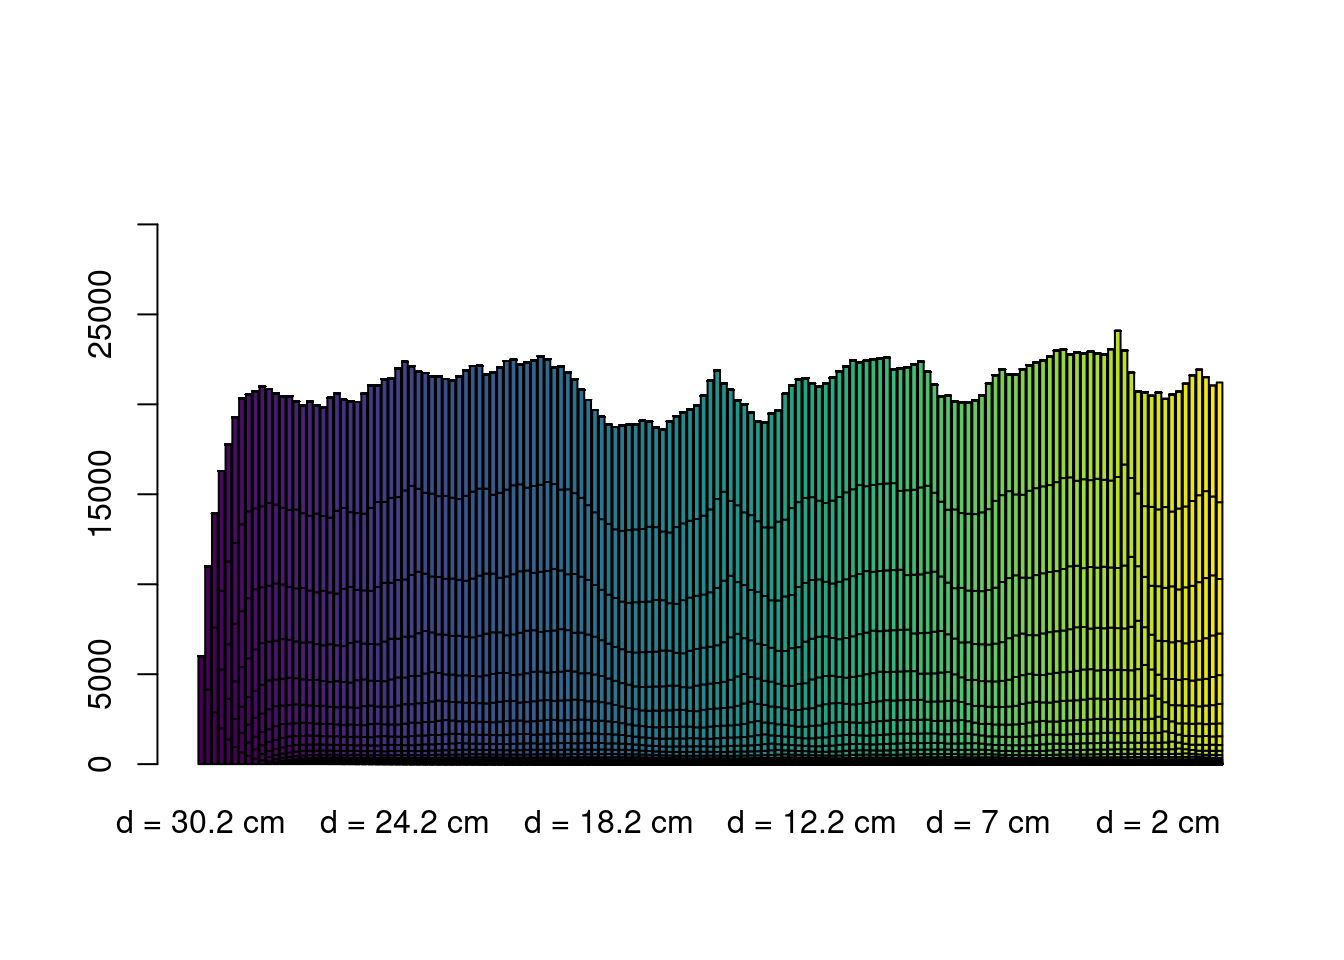 25000
15000
5000
0
d = 30.2 cm d = 24.2 cm d = 18.2 cm d = 12.2 cm d = 7 cm d = 2 cm